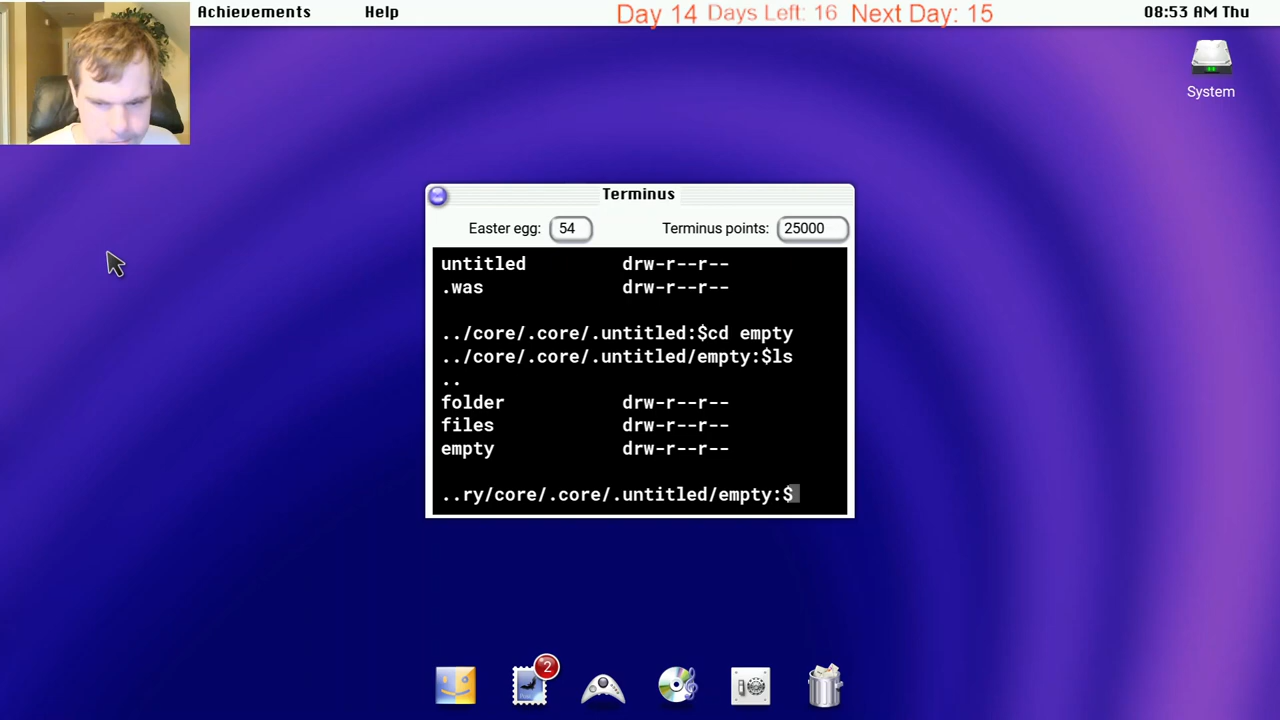 Achievements Help Day 14 Days Left: 16 Next Day: 15 08:53 AM Thu
System
Terminus
Easter egg: 54 Terminus points: 25000
untitled drw-r--r--
.was drw-r--r--
../core/.core/.untitled:$cd empty
../core/.core/.untitled/empty:$ls
..
folder drw-r--r--
files drw-r--r--
empty drw-r--r--
..ry/core/.core/.untitled/empty:$
2